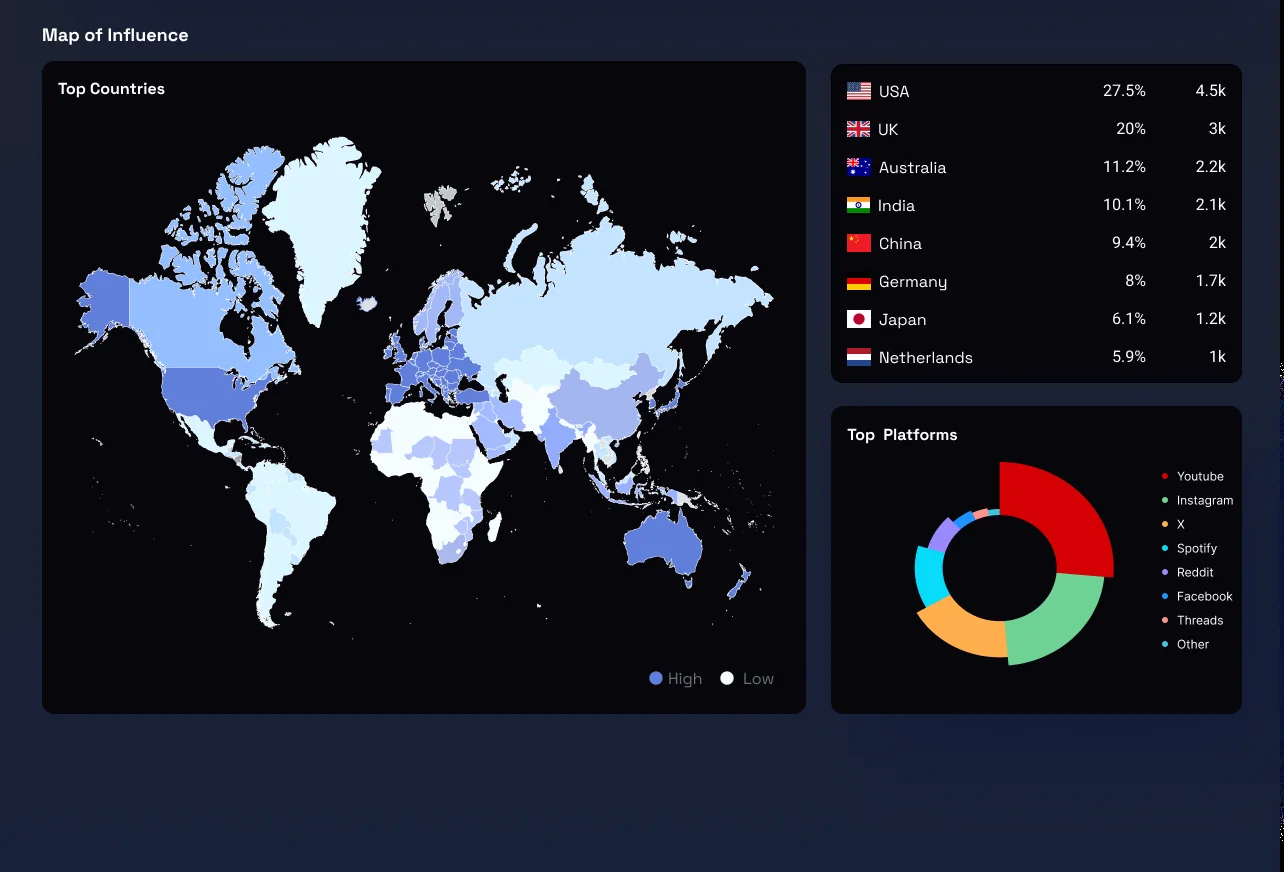 Map of Influence
Top Countries
High
Low
USA 27.5% 4.5k
UK 20% 3k
Australia 11.2% 2.2k
India 10.1% 2.1k
China 9.4% 2k
Germany 8% 1.7k
Japan 6.1% 1.2k
Netherlands 5.9% 1k
Top Platforms
Youtube
Instagram
X
Spotify
Reddit
Facebook
Threads
Other